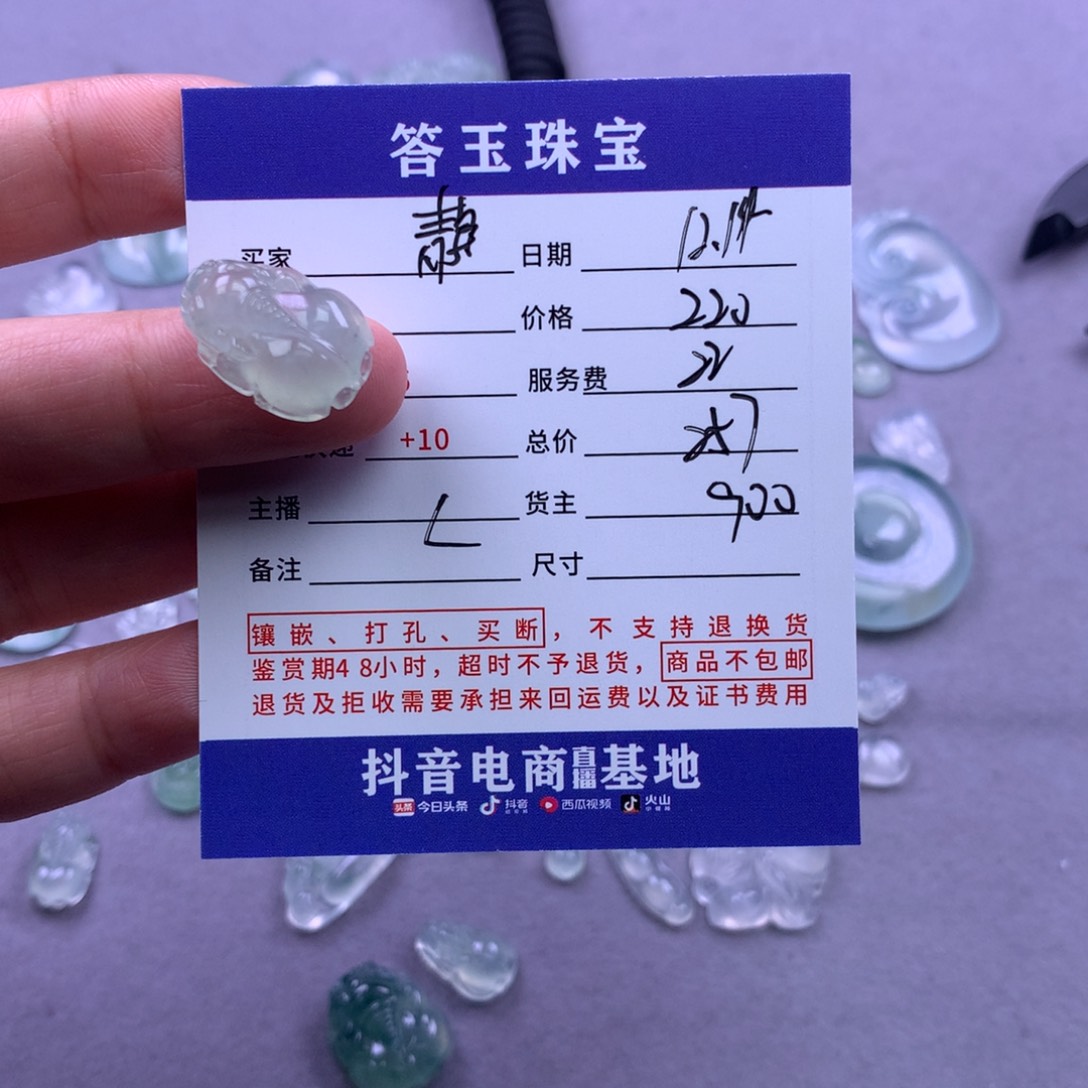 答玉珠宝
买家 静 日期 12.14
价格 220
服务费 22
+10 总价 257
主播 L 货主 900
备注 尺寸
镶嵌、打孔、买断，不支持退换货
鉴赏期48小时，超时不予退货，商品不包邮
退货及拒收需要承担来回运费以及证书费用
抖音电商直播基地
头条 今日头条 抖音 西瓜视频 火山